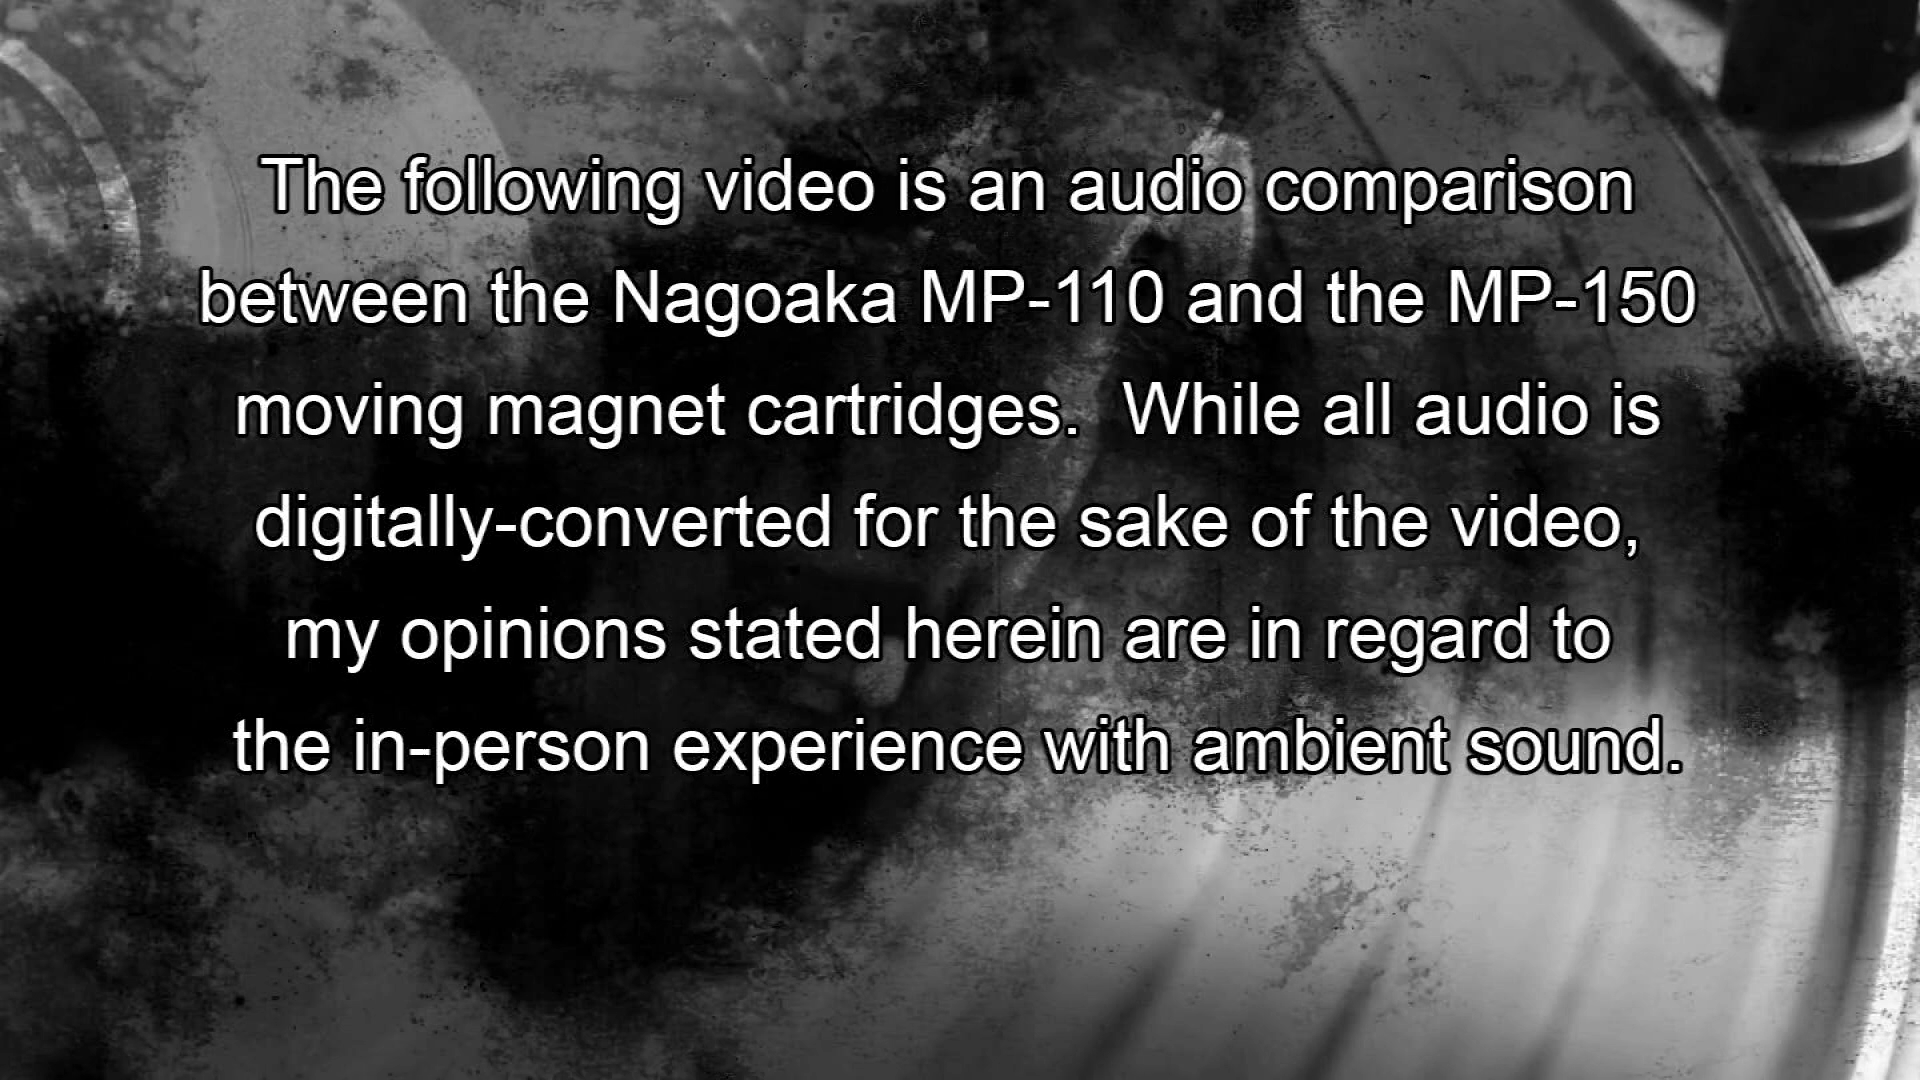 The following video is an audio comparison
between the Nagoaka MP-110 and the MP-150
moving magnet cartridges.  While all audio is
digitally-converted for the sake of the video,
my opinions stated herein are in regard to
the in-person experience with ambient sound.